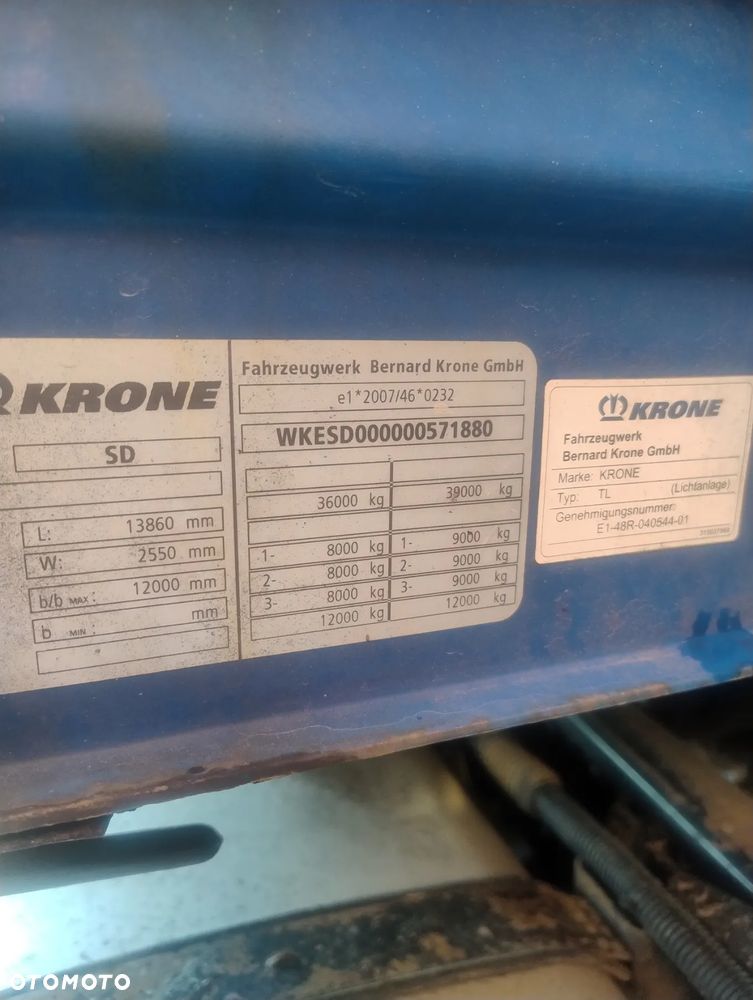 KRONE
SD
L: 13860 mm
W: 2550 mm
b/b MAX: 12000 mm
b MIN: mm
Fahrzeugwerk Bernard Krone GmbH
e1*2007/46*0232
WKESD000000571880
36000 kg 39000 kg
1- 8000 kg 1- 9000 kg
2- 8000 kg 2- 9000 kg
3- 8000 kg 3- 9000 kg
12000 kg 12000 kg
KRONE
Fahrzeugwerk
Bernard Krone GmbH
Marke: KRONE
Typ: TL (Lichtanlage)
Genehmigungsnummer:
E1-48R-040544-01
OTOMOTO